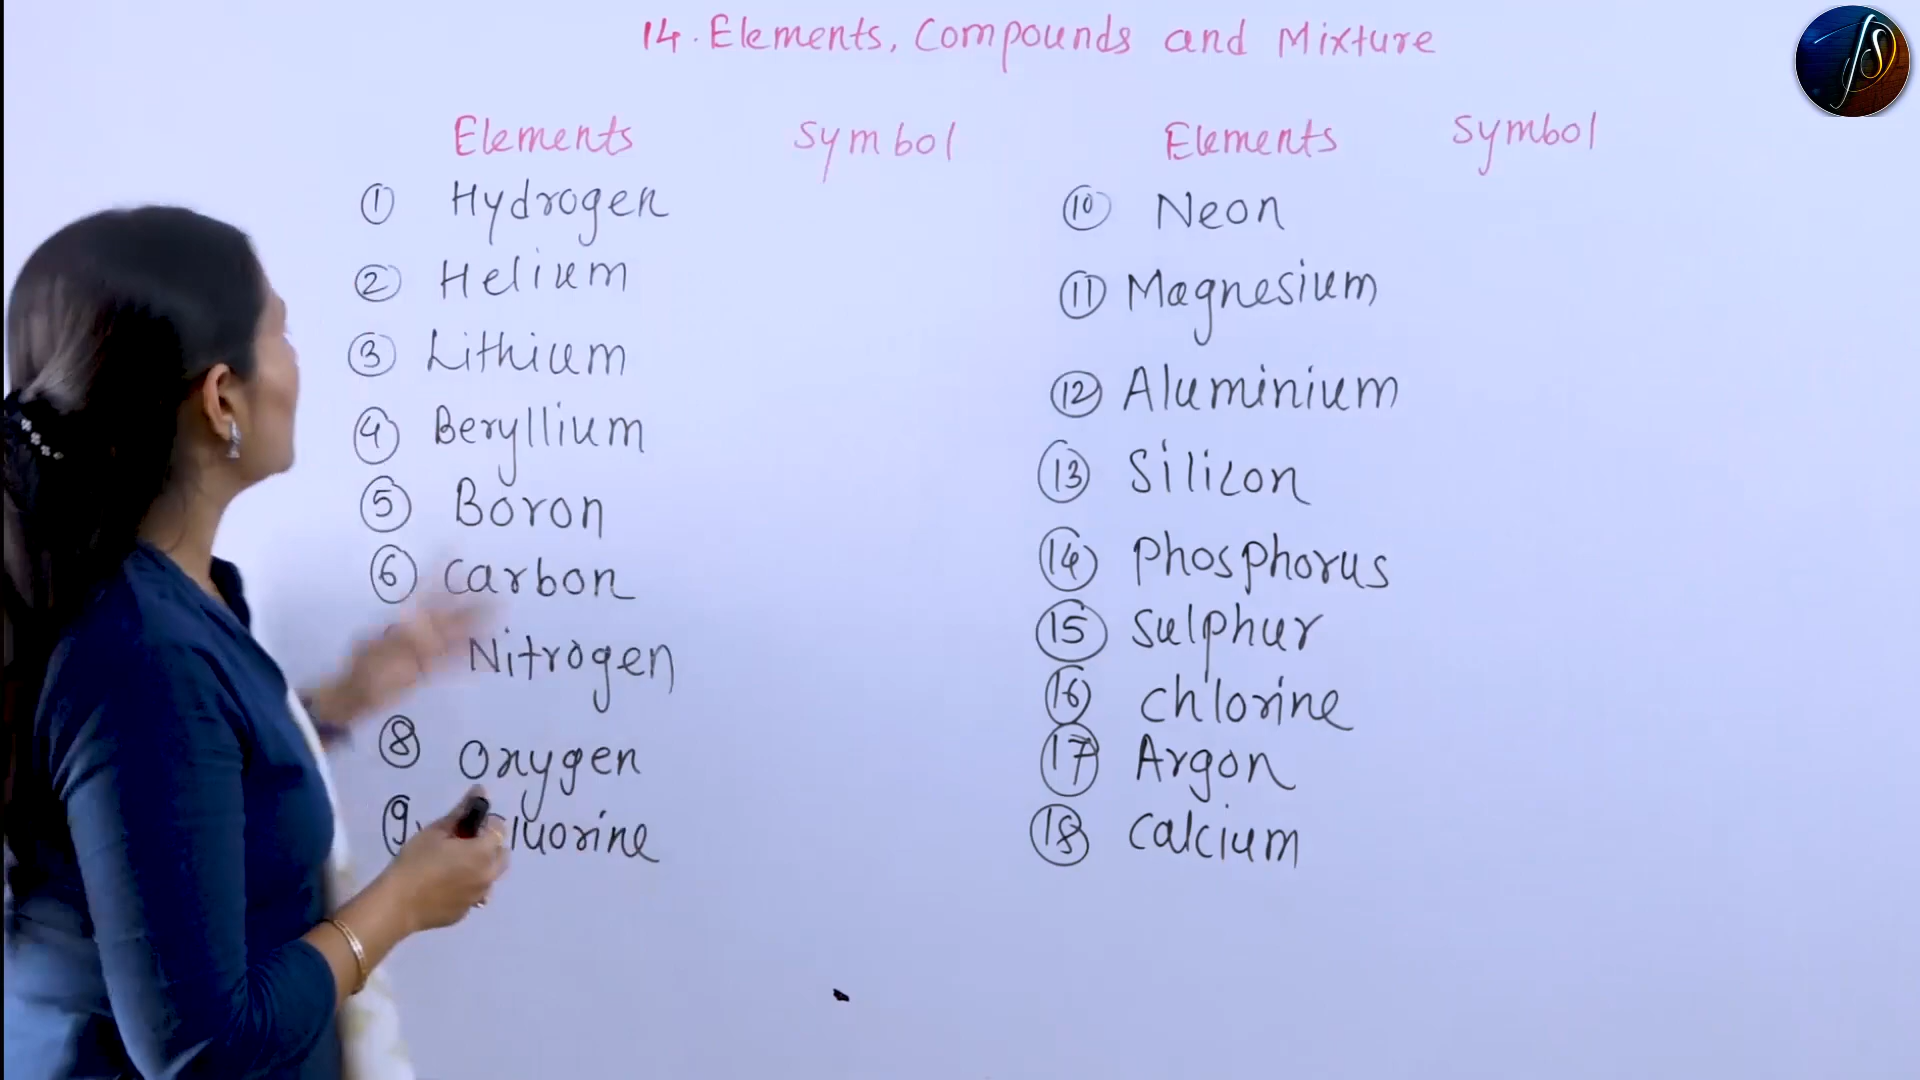 14. Elements, Compounds and Mixture
Elements Symbol
① Hydrogen
② Helium
③ Lithium
④ Beryllium
⑤ Boron
⑥ Carbon
Nitrogen
⑧ Oxygen
⑨ Fluorine
Elements Symbol
⑩ Neon
⑪ Magnesium
⑫ Aluminium
⑬ Silicon
⑭ Phosphorus
⑮ Sulphur
⑯ Chlorine
⑰ Argon
⑱ Calcium